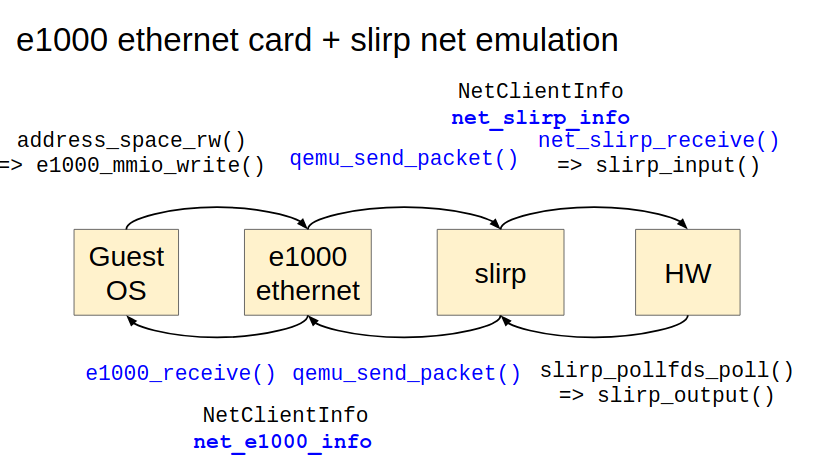 e1000 ethernet card + slirp net emulation
NetClientInfo
net_slirp_info
address_space_rw()
=> e1000_mmio_write()
qemu_send_packet()
net_slirp_receive()
=> slirp_input()
Guest
OS
e1000
ethernet
slirp
HW
e1000_receive()
qemu_send_packet()
slirp_pollfds_poll()
=> slirp_output()
NetClientInfo
net_e1000_info